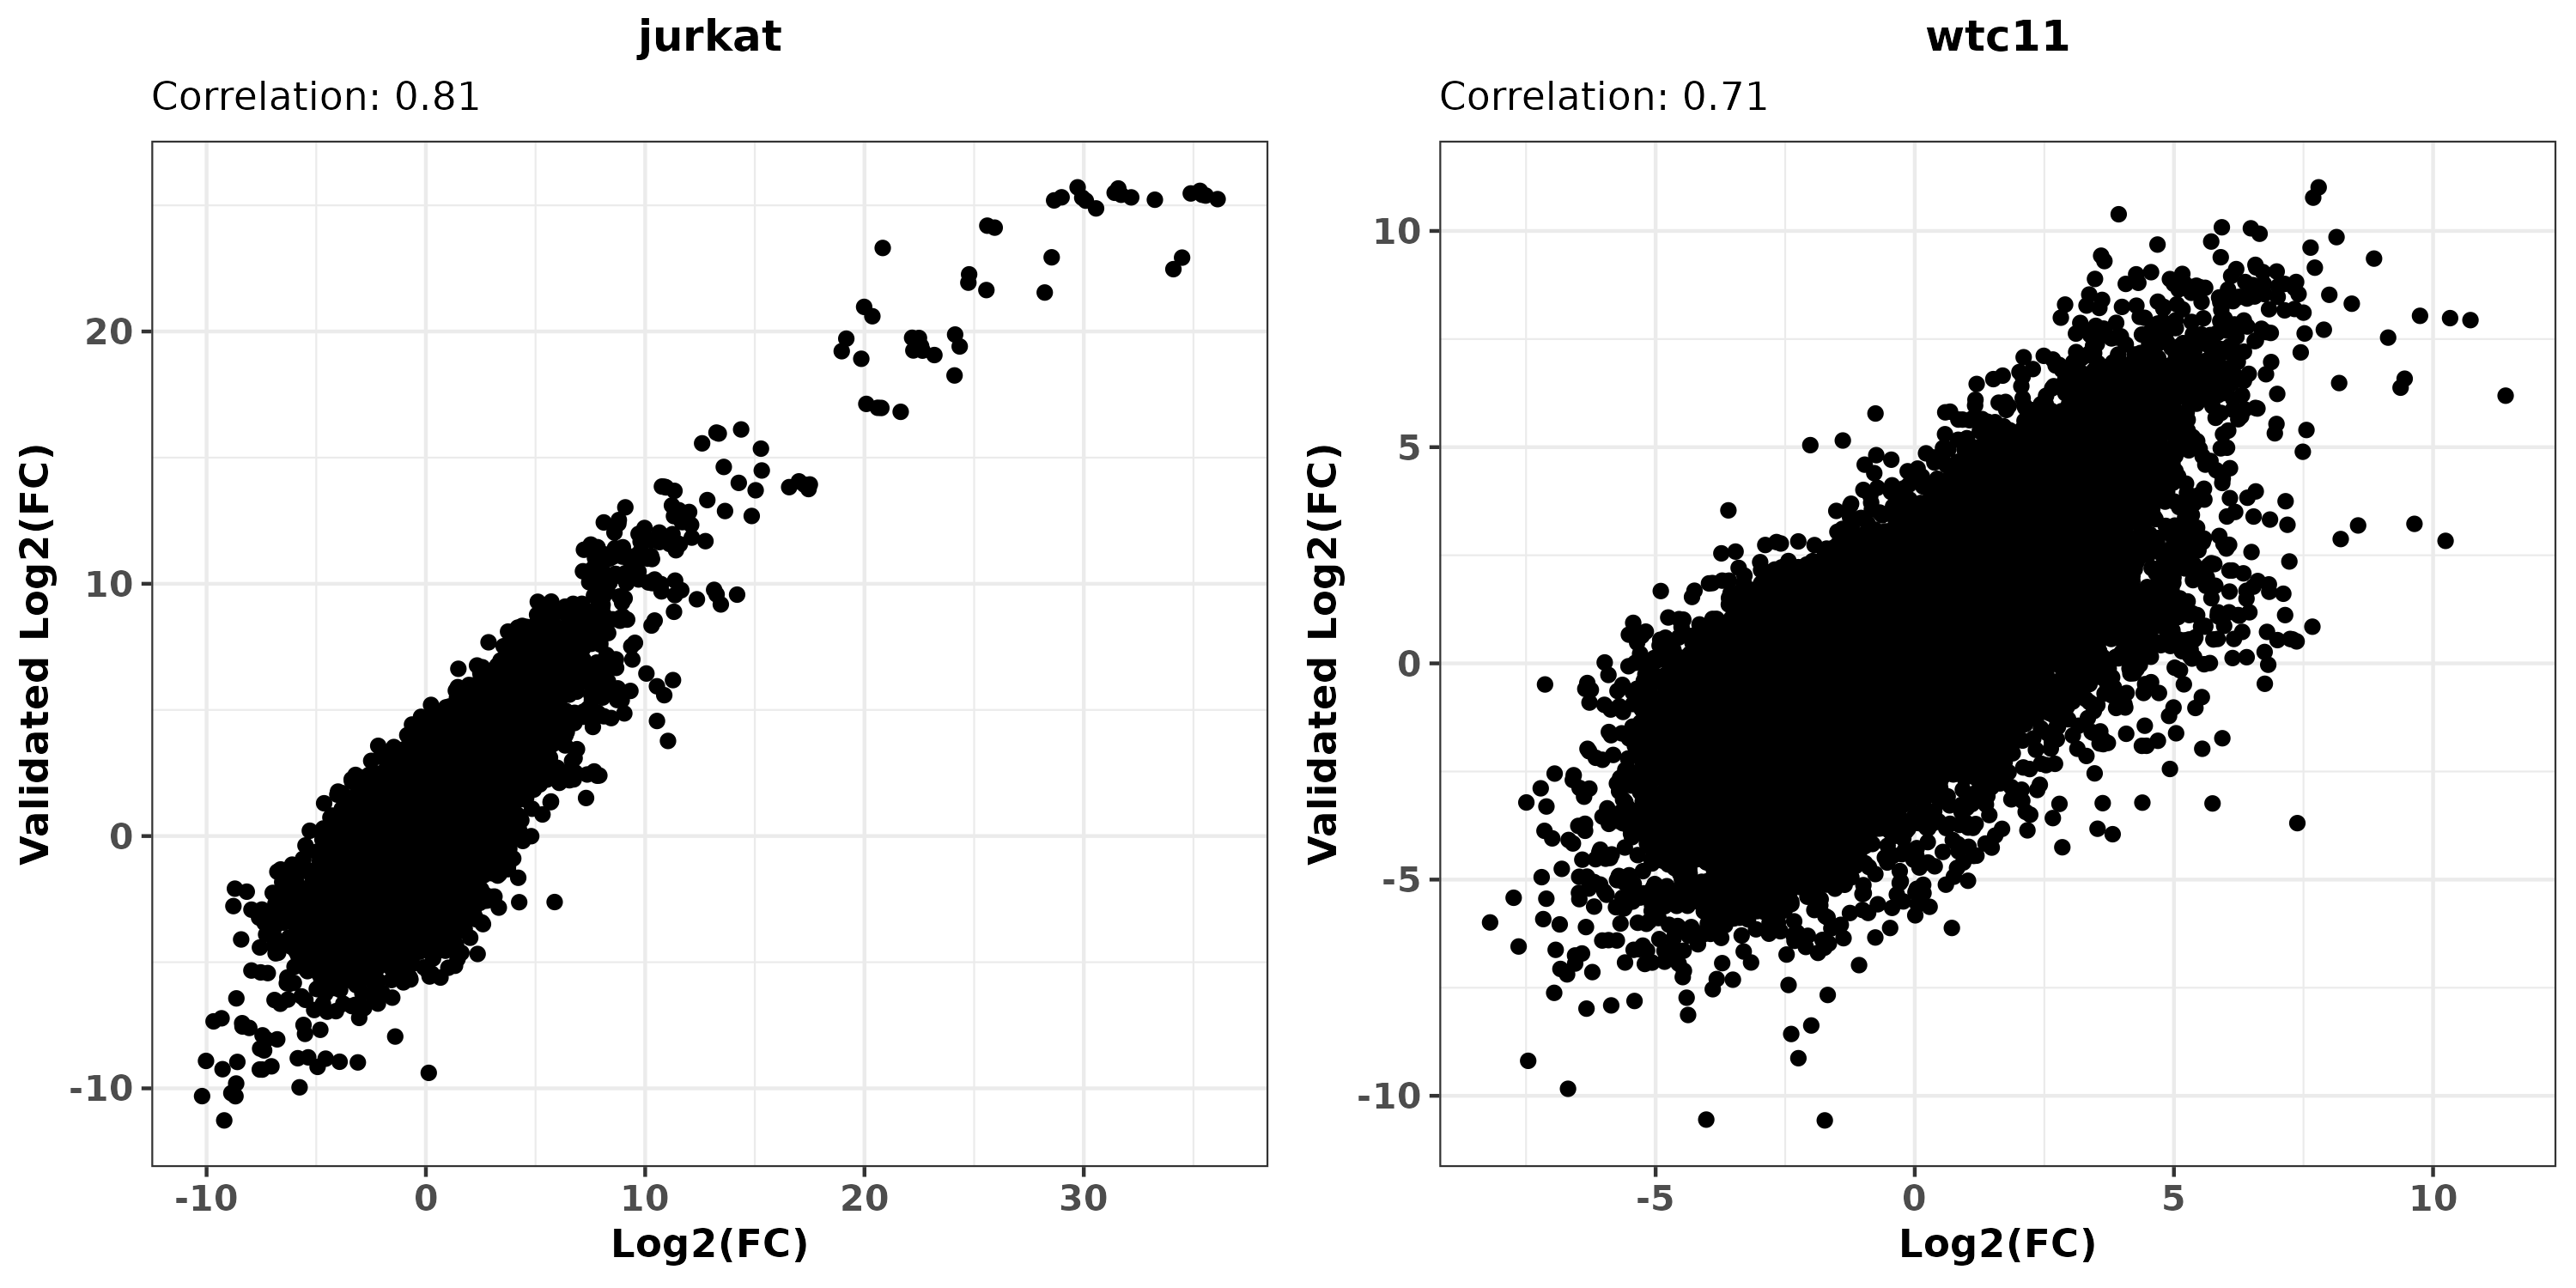 jurkat
Correlation: 0.81
Validated Log2(FC)
20
10
0
-10
-10 0 10 20 30
Log2(FC)
wtc11
Correlation: 0.71
Validated Log2(FC)
10
5
0
-5
-10
-5 0 5 10
Log2(FC)